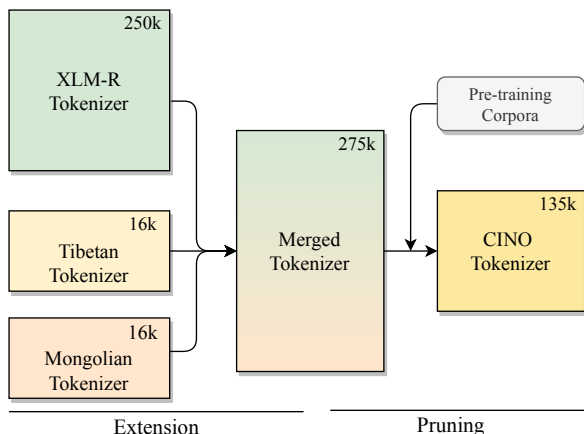 250k
XLM-R
Tokenizer
16k
Tibetan
Tokenizer
16k
Mongolian
Tokenizer
275k
Merged
Tokenizer
Pre-training
Corpora
135k
CINO
Tokenizer
Extension
Pruning